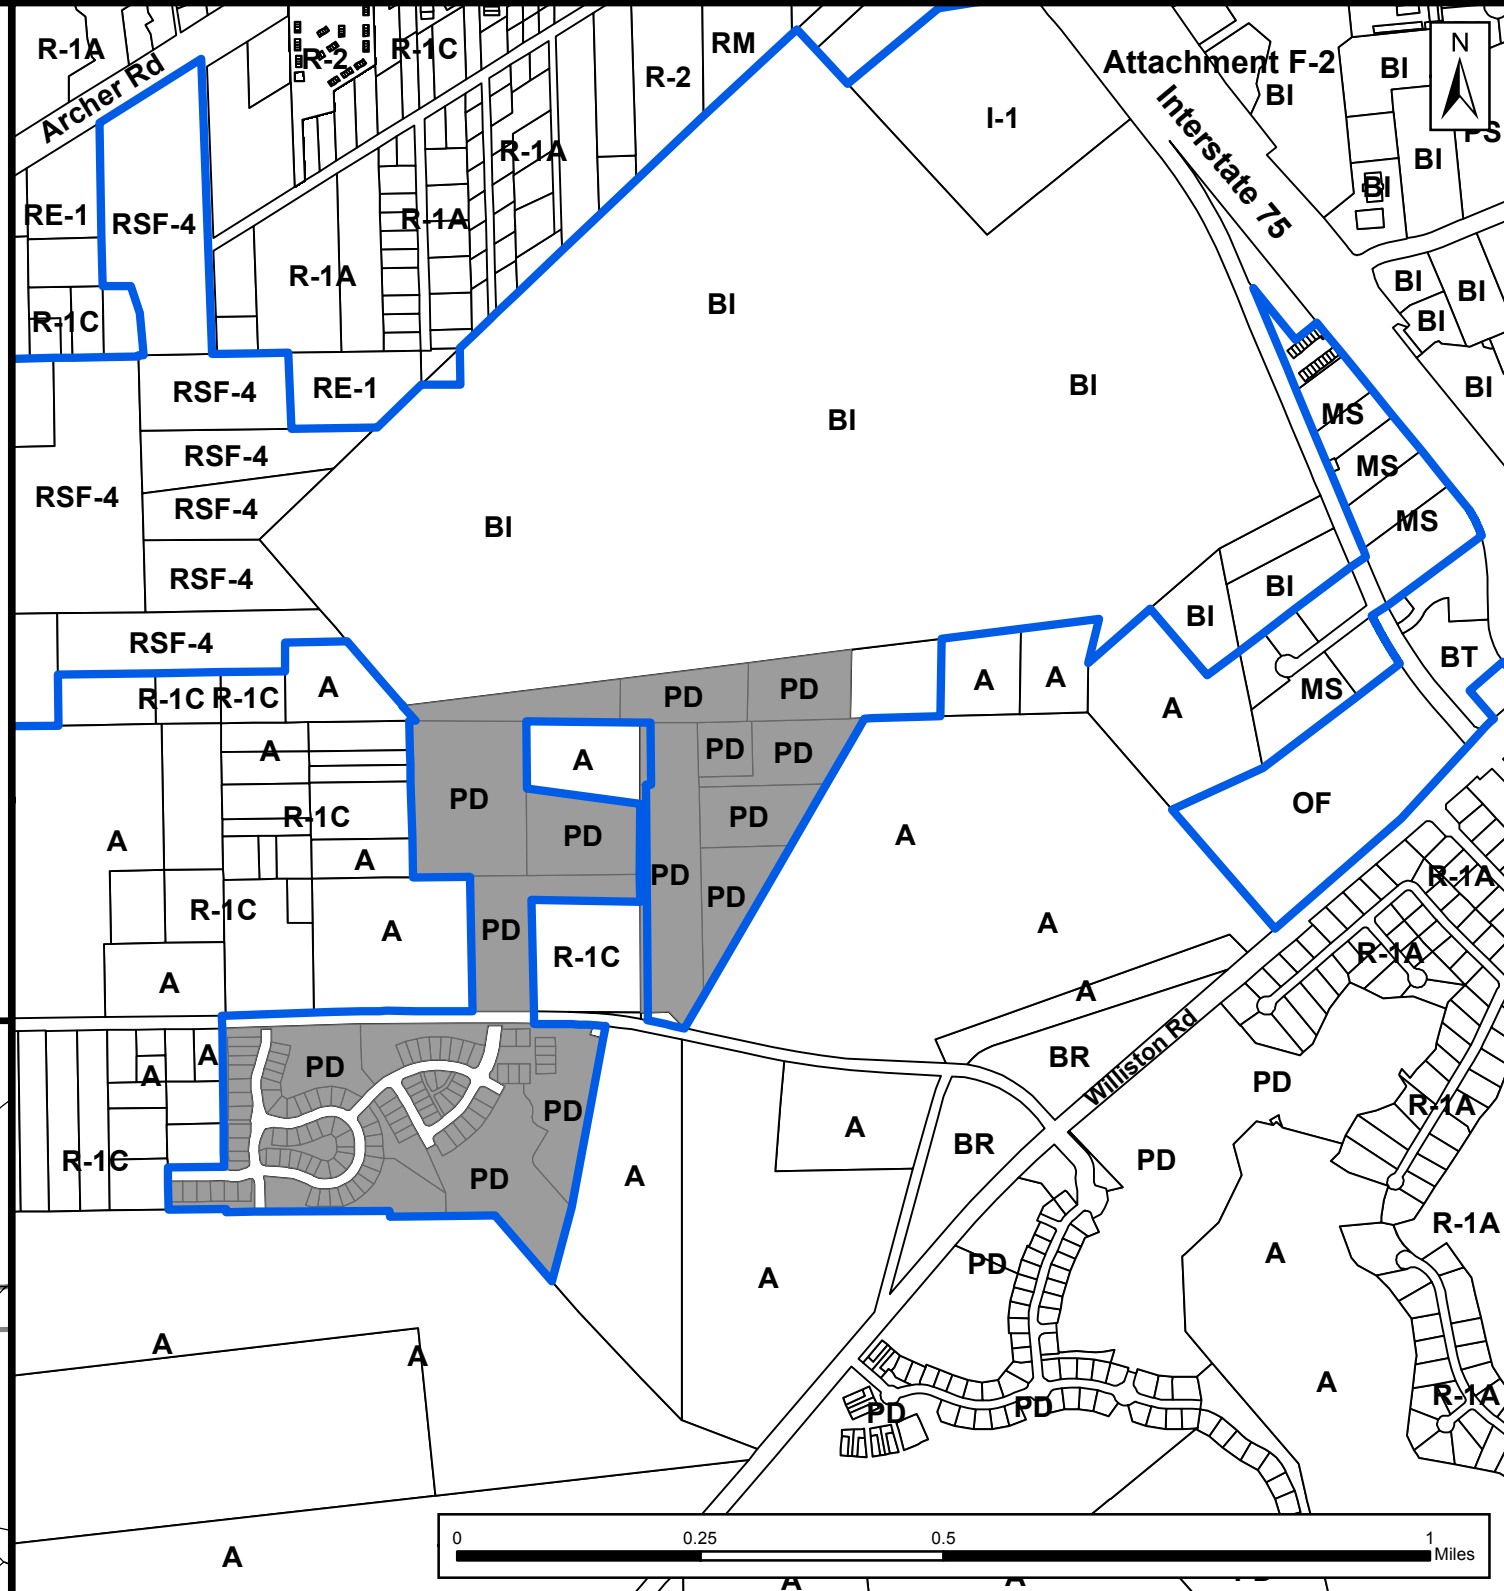 R-1A
R-2
R-1C
RM
R-2
Attachment F-2
BI
N
BI
I-1
Archer Rd
Interstate 75
BI
R-1A
BI
RE-1
RSF-4
R-1A
R-1A
BI
BI
BI
R-1C
BI
BI
RSF-4
RE-1
BI
BI
MS
BI
RSF-4
MS
RSF-4
RSF-4
BI
MS
RSF-4
BI
BI
RSF-4
BT
R-1C
R-1C
A
PD
PD
A
A
MS
A
A
A
PD
PD
PD
OF
A
R-1C
PD
PD
A
A
PD
PD
R-1A
R-1C
A
PD
PD
A
R-1C
R-1A
A
A
Williston Rd
A
A
PD
BR
PD
PD
R-1A
A
BR
R-1C
PD
A
PD
R-1A
PD
A
A
A
A
A
R-1A
PD
PD
A
0
0.25
0.5
1
Miles
A
A